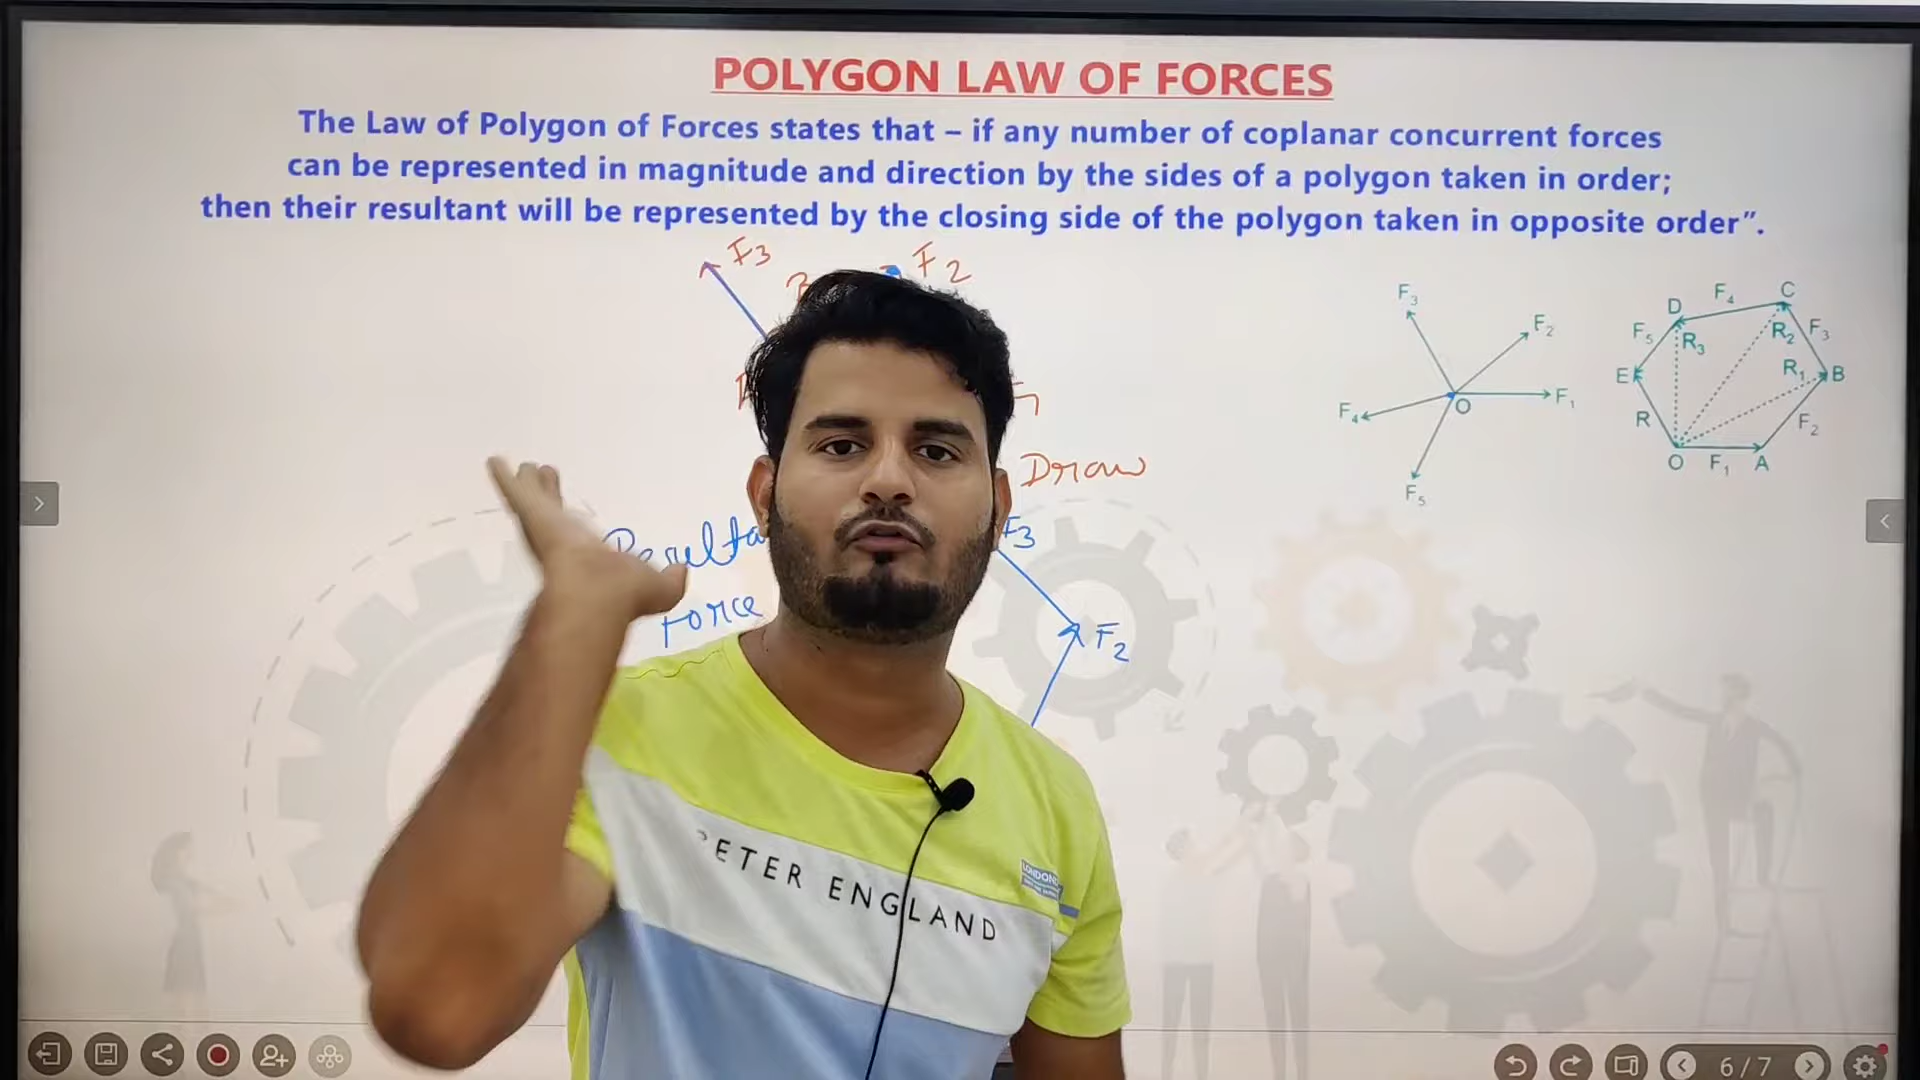 POLYGON LAW OF FORCES
The Law of Polygon of Forces states that – if any number of coplanar concurrent forces
can be represented in magnitude and direction by the sides of a polygon taken in order;
then their resultant will be represented by the closing side of the polygon taken in opposite order”.
F3
F2
Draw
F3
Force
F2
F3
F2
O
F1
F4
F5
D
F4
C
F5
R3
R2
F3
E
R1
B
R
F2
O
F1
A
PETER ENGLAND
LONDON
6/7